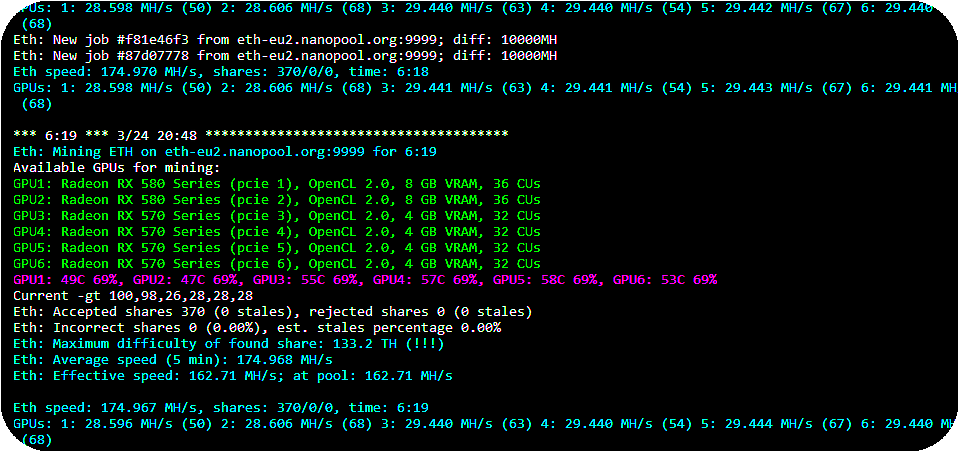 GPUs: 1: 28.598 MH/s (50) 2: 28.606 MH/s (68) 3: 29.440 MH/s (63) 4: 29.440 MH/s (54) 5: 29.442 MH/s (67) 6: 29.440
(68)
Eth: New job #f81e46f3 from eth-eu2.nanopool.org:9999; diff: 10000MH
Eth: New job #87d07778 from eth-eu2.nanopool.org:9999; diff: 10000MH
Eth speed: 174.970 MH/s, shares: 370/0/0, time: 6:18
GPUs: 1: 28.598 MH/s (50) 2: 28.606 MH/s (68) 3: 29.441 MH/s (63) 4: 29.441 MH/s (54) 5: 29.443 MH/s (67) 6: 29.441 MH
(68)
*** 6:19 *** 3/24 20:48 **************************************
Eth: Mining ETH on eth-eu2.nanopool.org:9999 for 6:19
Available GPUs for mining:
GPU1: Radeon RX 580 Series (pcie 1), OpenCL 2.0, 8 GB VRAM, 36 CUs
GPU2: Radeon RX 580 Series (pcie 2), OpenCL 2.0, 8 GB VRAM, 36 CUs
GPU3: Radeon RX 570 Series (pcie 3), OpenCL 2.0, 4 GB VRAM, 32 CUs
GPU4: Radeon RX 570 Series (pcie 4), OpenCL 2.0, 4 GB VRAM, 32 CUs
GPU5: Radeon RX 570 Series (pcie 5), OpenCL 2.0, 4 GB VRAM, 32 CUs
GPU6: Radeon RX 570 Series (pcie 6), OpenCL 2.0, 4 GB VRAM, 32 CUs
GPU1: 49C 69%, GPU2: 47C 69%, GPU3: 55C 69%, GPU4: 57C 69%, GPU5: 58C 69%, GPU6: 53C 69%
Current -gt 100,98,26,28,28,28
Eth: Accepted shares 370 (0 stales), rejected shares 0 (0 stales)
Eth: Incorrect shares 0 (0.00%), est. stales percentage 0.00%
Eth: Maximum difficulty of found share: 133.2 TH (!!!)
Eth: Average speed (5 min): 174.968 MH/s
Eth: Effective speed: 162.71 MH/s; at pool: 162.71 MH/s
Eth speed: 174.967 MH/s, shares: 370/0/0, time: 6:19
GPUs: 1: 28.596 MH/s (50) 2: 28.606 MH/s (68) 3: 29.440 MH/s (63) 4: 29.440 MH/s (54) 5: 29.444 MH/s (67) 6: 29.440 MH
(68)